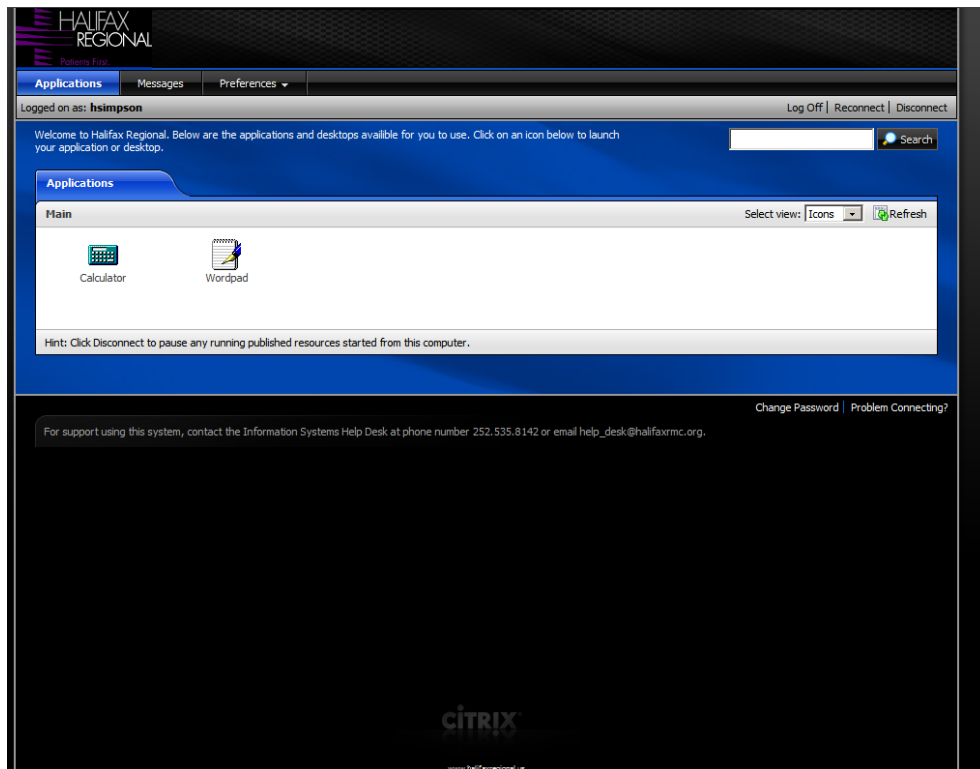 HALIFAX
REGIONAL
Patients First.
Applications Messages Preferences
Logged on as: hsimpson Log Off | Reconnect | Disconnect
Welcome to Halifax Regional. Below are the applications and desktops availible for you to use. Click on an icon below to launch
your application or desktop.
Search
Applications
Main Select view: Icons Refresh
Calculator Wordpad
Hint: Click Disconnect to pause any running published resources started from this computer.
Change Password | Problem Connecting?
For support using this system, contact the Information Systems Help Desk at phone number 252.535.8142 or email help_desk@halifaxrmc.org.
CİTRIX